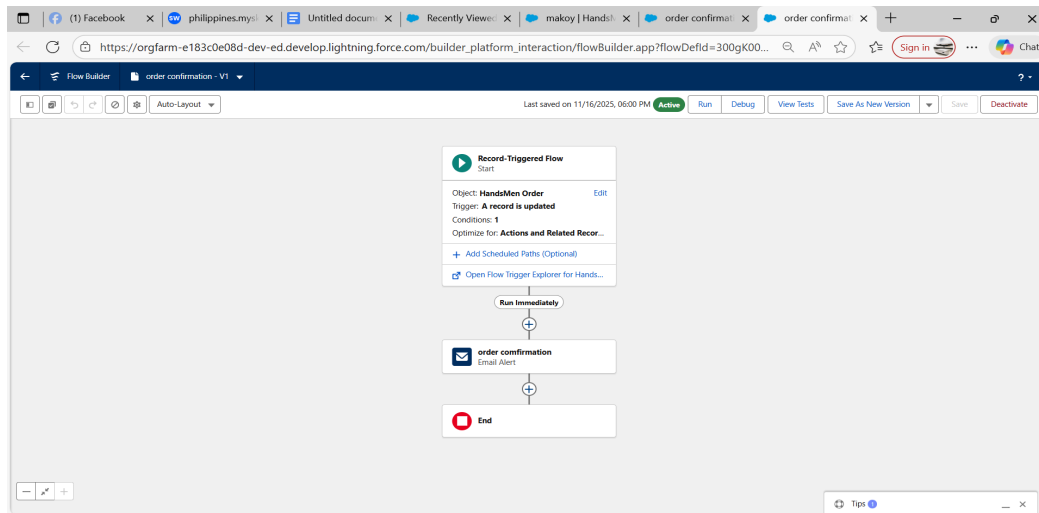 (1) Facebook
philippines.mysl
Untitled docume
Recently Viewed
makoy | HandsM
order confirmati
order confirmat
https://orgfarm-e183c0e08d-dev-ed.develop.lightning.force.com/builder_platform_interaction/flowBuilder.app?flowDefId=300gK00...
Sign in
Chat
Flow Builder
order confirmation - V1
?
Auto-Layout
Last saved on 11/16/2025, 06:00 PM
Active
Run
Debug
View Tests
Save As New Version
Save
Deactivate
Record-Triggered Flow
Start
Object: HandsMen Order
Edit
Trigger: A record is updated
Conditions: 1
Optimize for: Actions and Related Recor...
+ Add Scheduled Paths (Optional)
Open Flow Trigger Explorer for Hands...
Run Immediately
order comfirmation
Email Alert
End
Tips 1